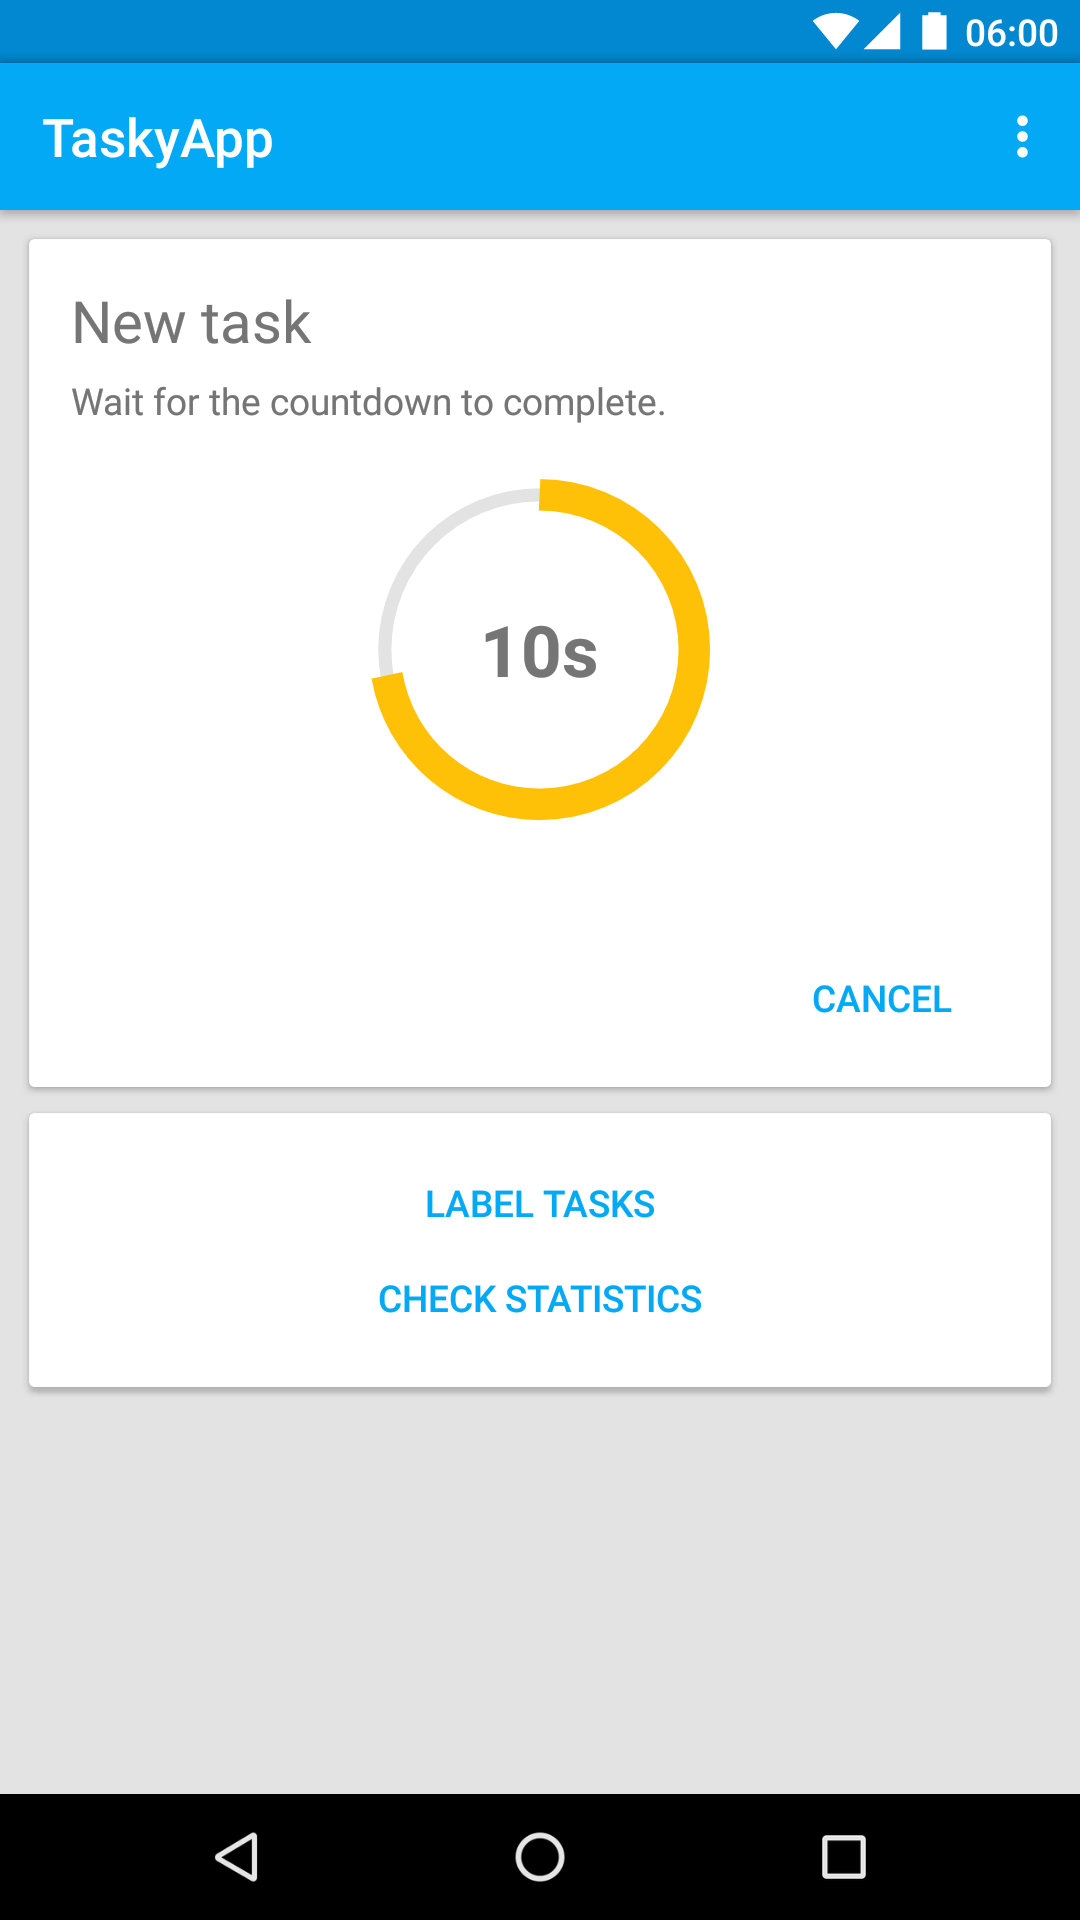 06:00
TaskyApp
New task
Wait for the countdown to complete.
10s
CANCEL
LABEL TASKS
CHECK STATISTICS